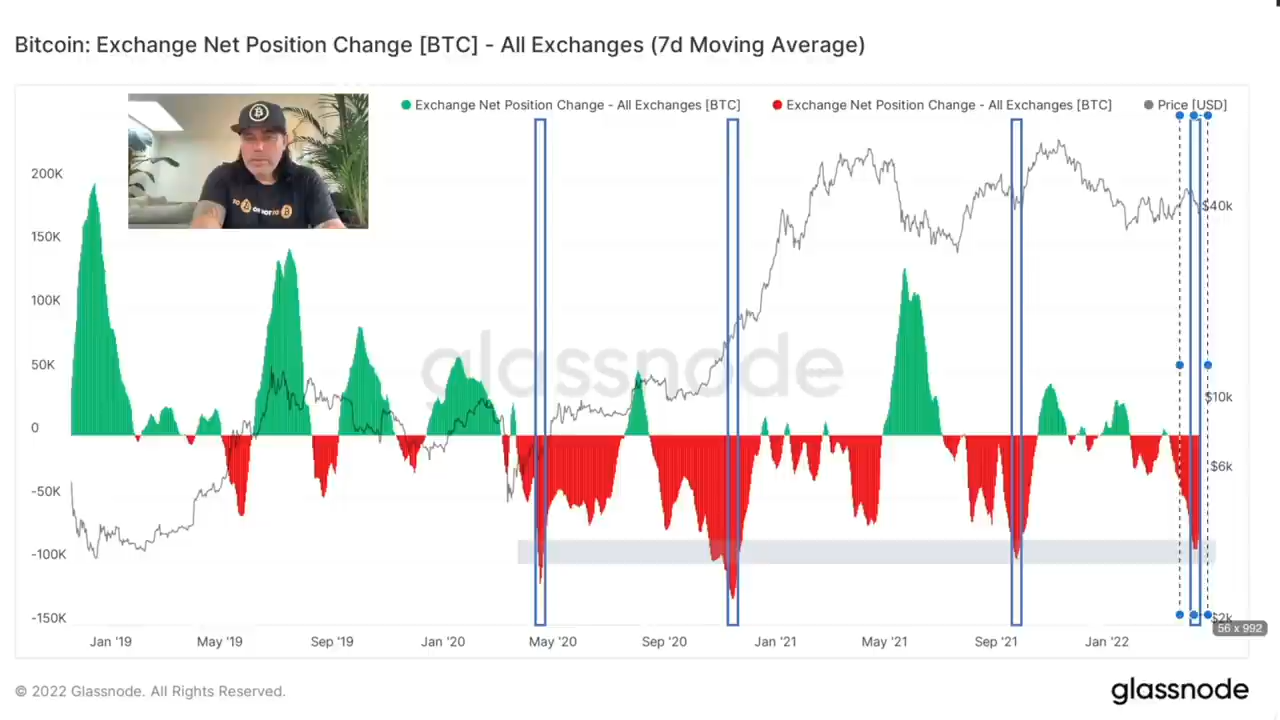 Bitcoin: Exchange Net Position Change [BTC] - All Exchanges (7d Moving Average)
Exchange Net Position Change - All Exchanges [BTC]
Exchange Net Position Change - All Exchanges [BTC]
Price [USD]
200K
150K
100K
50K
0
-50K
-100K
-150K
$40k
$10k
$6k
$2k
56 x 992
glassnode
Jan '19
May '19
Sep '19
Jan '20
May '20
Sep '20
Jan '21
May '21
Sep '21
Jan '22
© 2022 Glassnode. All Rights Reserved.
glassnode